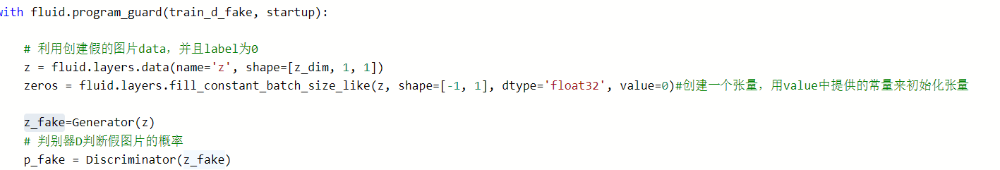 with fluid.program_guard(train_d_fake, startup):
# 利用创建假的图片data，并且label为0
z = fluid.layers.data(name='z', shape=[z_dim, 1, 1])
zeros = fluid.layers.fill_constant_batch_size_like(z, shape=[-1, 1], dtype='float32', value=0)#创建一个张量，用value中提供的常量来初始化张量
z_fake=Generator(z)
# 判别器D判断假图片的概率
p_fake = Discriminator(z_fake)